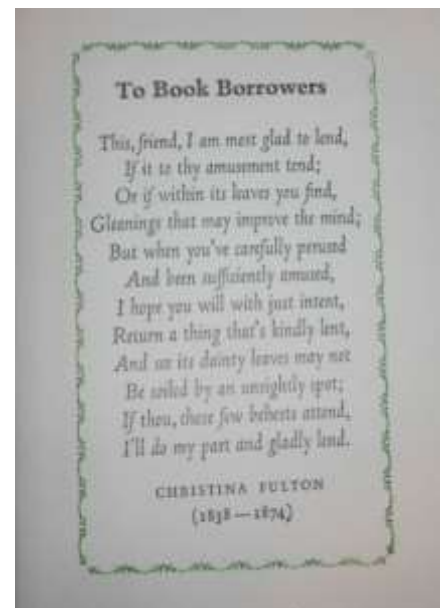 To Book Borrowers
This, friend, I am most glad to lend,
If it to thy amusement tend;
Or if within its leaves you find,
Gleanings that may improve the mind;
But when you've carefully perused
And been sufficiently amused,
I hope you will with just intent,
Return a thing that's kindly lent,
And see its dainty leaves may not
Be soiled by an unsightly spot;
If thou, these few behests attend,
I'll do my part and gladly lend.
CHRISTINA FULTON
(1838—1874)